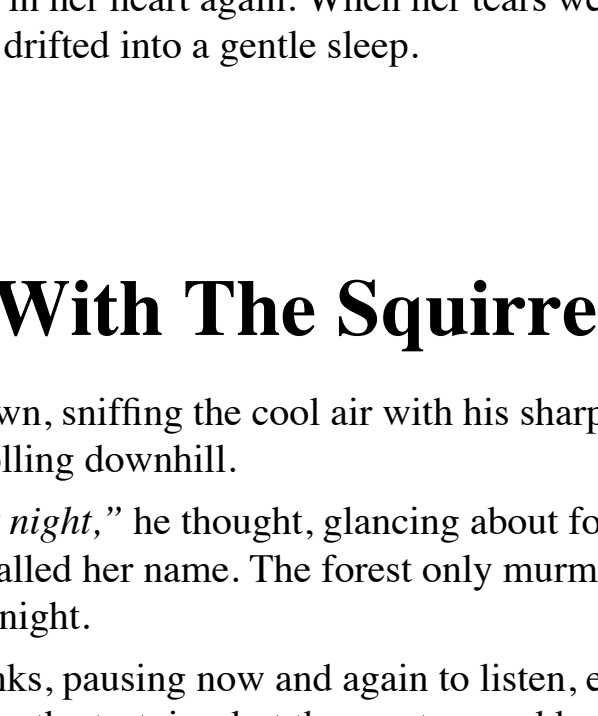 in her heart again. When her tears we
drifted into a gentle sleep.
With The Squirre
wn, sniffing the cool air with his sharp
lling downhill.
night,” he thought, glancing about fo
alled her name. The forest only murm
night.
nks, pausing now and again to listen, e